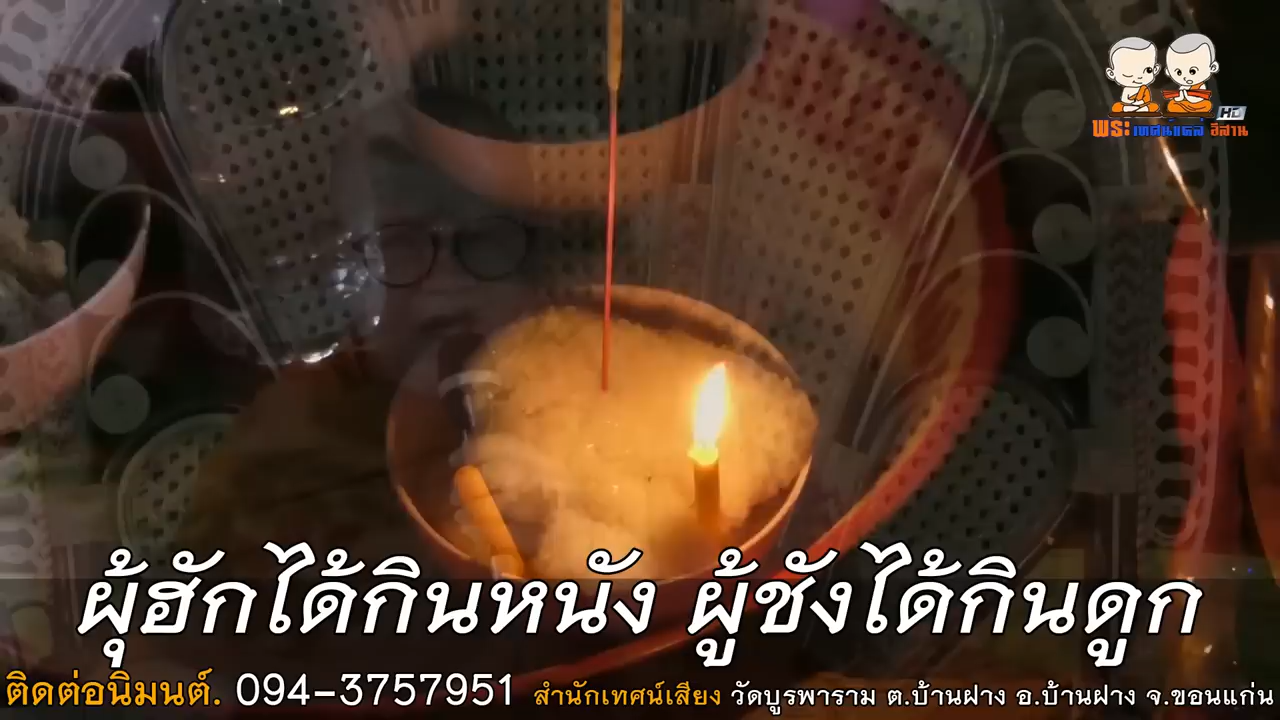 HD
พระเทศน์แหล่ อีสาน
ผุ้ฮักได้กินหนัง ผู้ชังได้กินดูก
ติดต่อนิมนต์. 094-3757951 สำนักเทศน์เสียง วัดบูรพาราม ต.บ้านฝาง อ.บ้านฝาง จ.ขอนแก่น